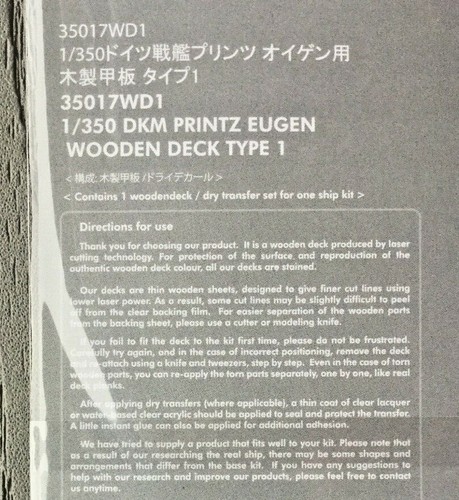 35017WD1
1/350ドイツ戦艦プリンツ オイゲン用
木製甲板 タイプ1
35017WD1
1/350 DKM PRINTZ EUGEN
WOODEN DECK TYPE 1
< 構成: 木製甲板 /ドライデカール >
< Contains 1 woodendeck / dry transfer set for one ship kit >
Directions for use
Thank you for choosing our product. It is a wooden deck produced by laser
cutting technology. For protection of the surface and reproduction of the
authentic wooden deck colour, all our decks are stained.
Our decks are thin wooden sheets, designed to give finer cut lines using
lower loser power. As a result, some cut lines may be slightly difficult to peel
off from the clear backing film. For easier separation of the wooden parts
from the backing sheet, please use a cutter or modeling knife.
If you fail to fit the deck to the kit first time, please do not be frustrated.
Carefully try again, and in the case of incorrect positioning, remove the deck
and re-attach using a knife and tweezers, step by step. Even in case of torn
wooden parts, you can re-apply the torn parts separately, one by one, like real
deck planks.
After applying dry transfers (where applicable), a thin coat of clear lacquer
or water-based clear acrylic should be applied to seal and protect the transfer.
A little instant glue can also be applied for additional adhesion.
We have tried to supply a product that fits well to your kit. Please note that
as a result of our researching the real ship, there may be some shapes and
arrangements that differ from the base kit. If you have any suggestions to
help with our research and improve our products, please feel free to contact
us anytime.